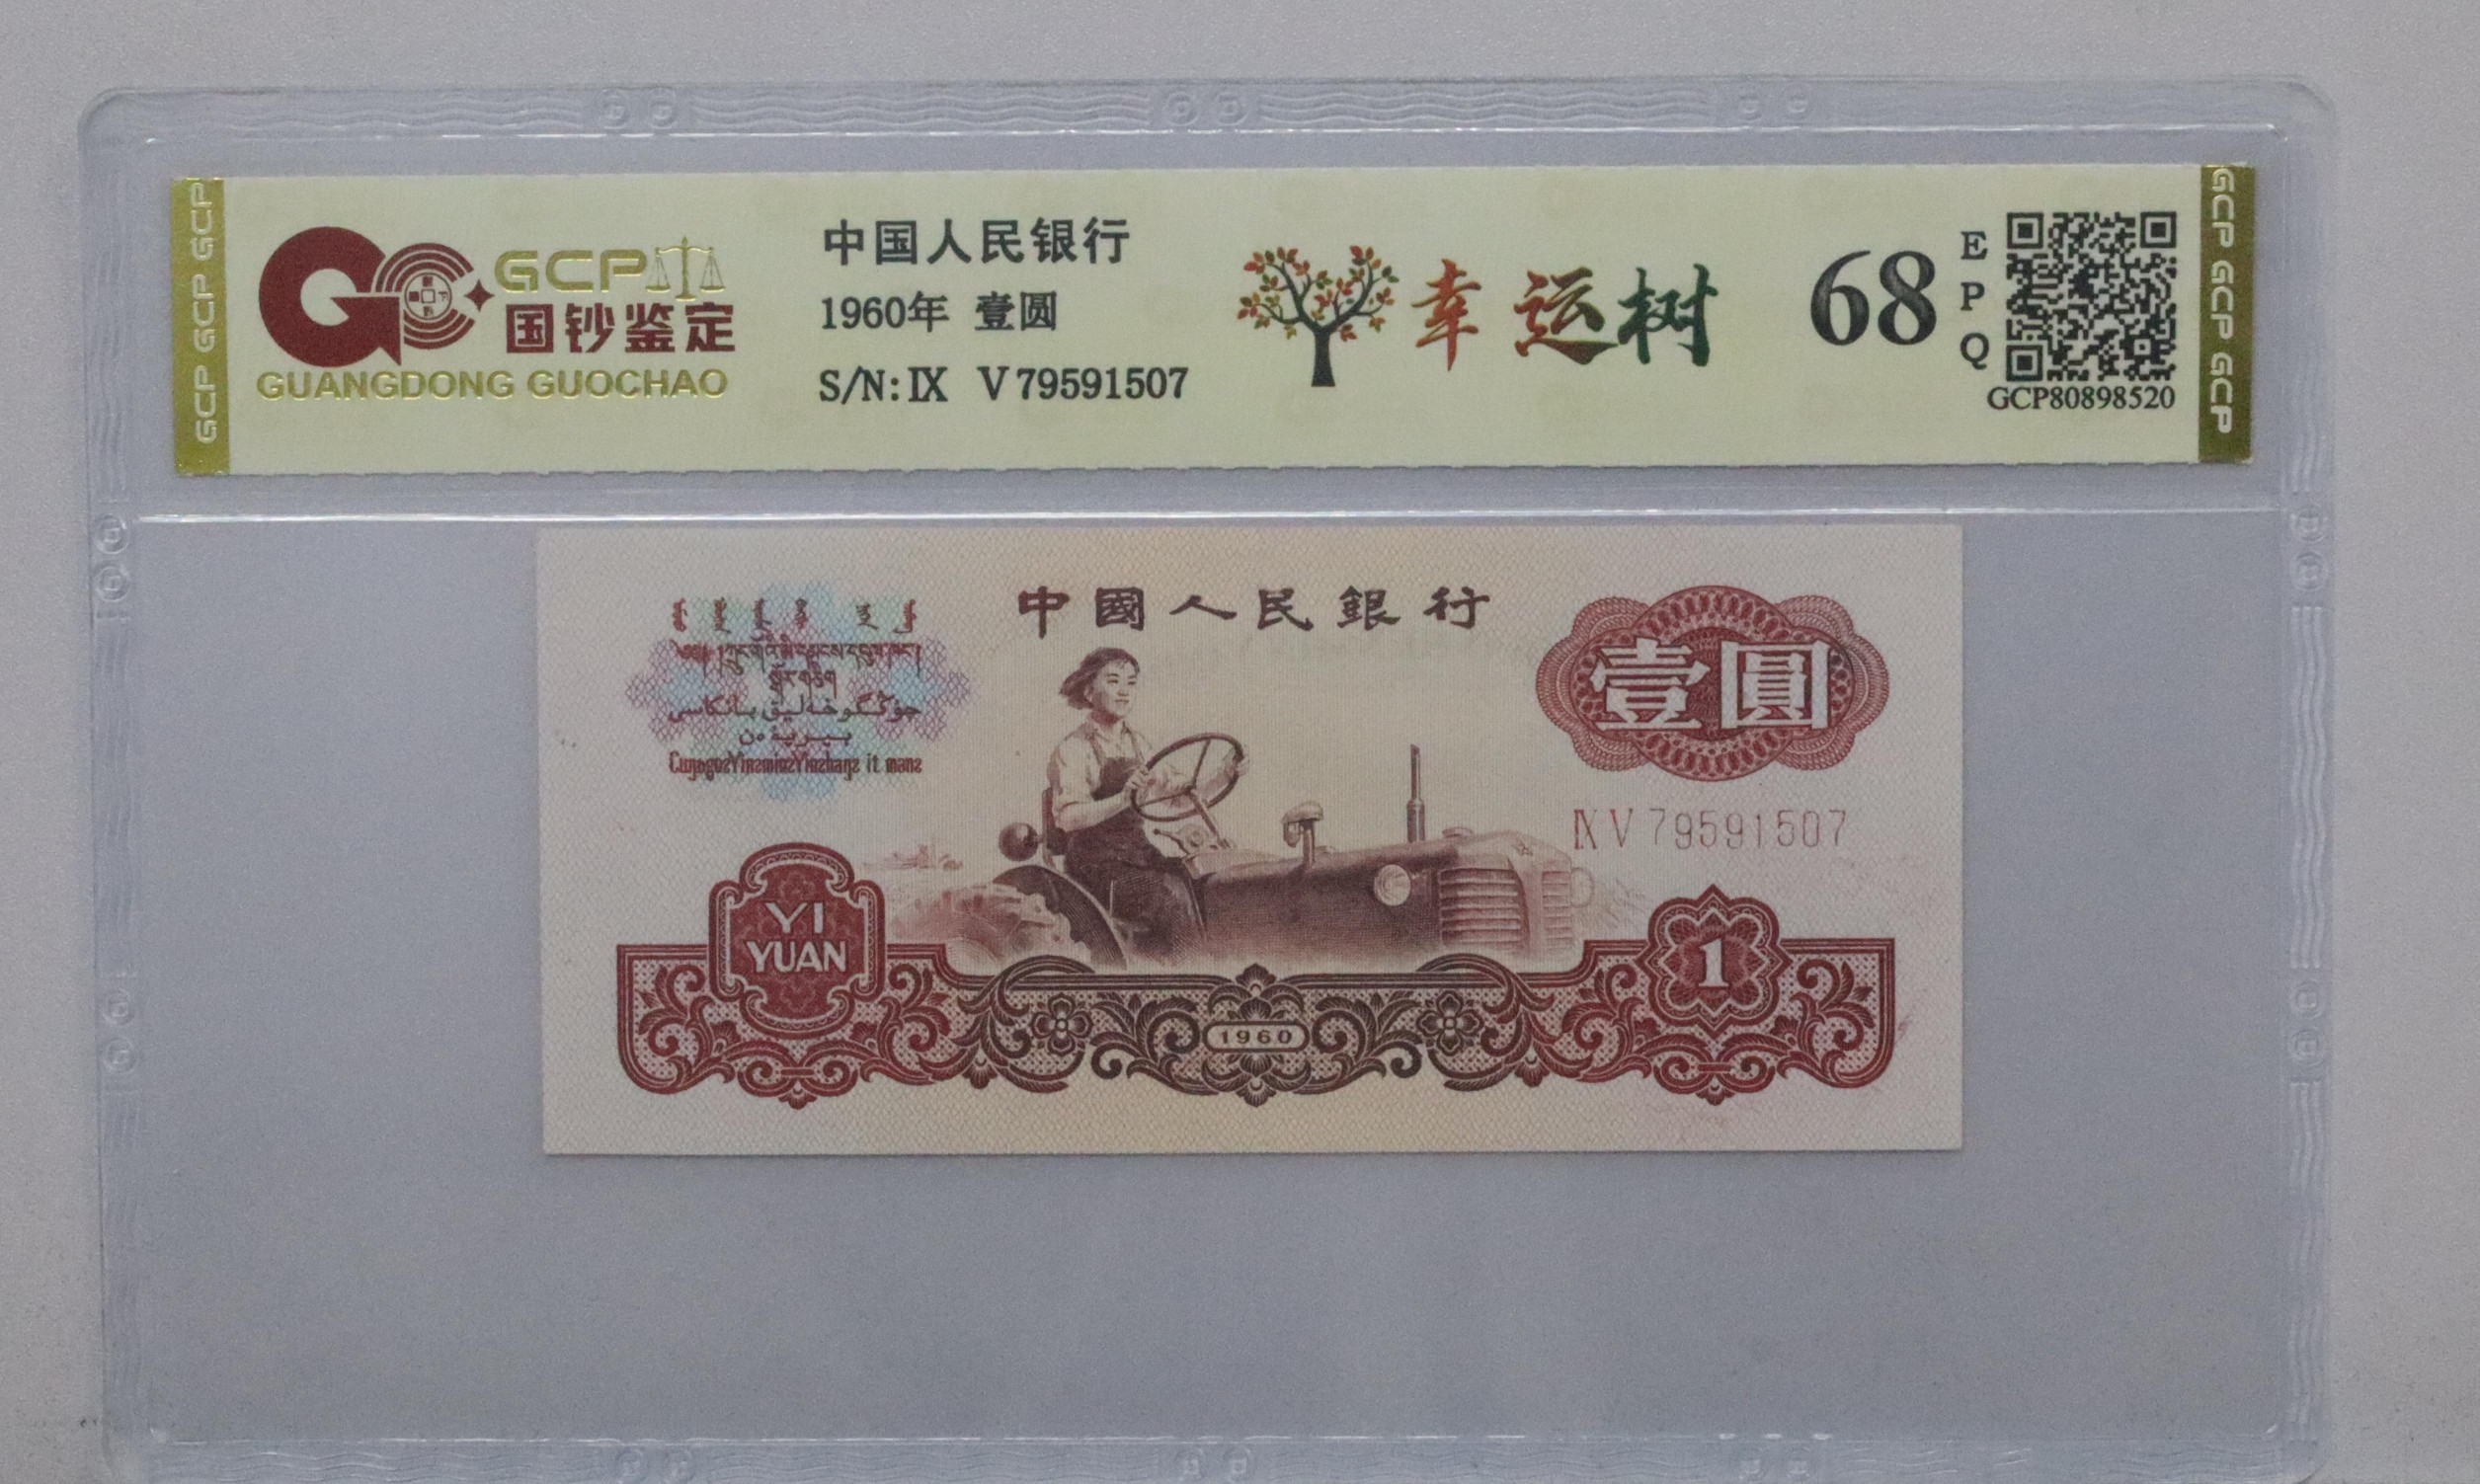 GCP GCP GCP
GCP
国钞鉴定
GUANGDONG GUOCHAO
中国人民银行
1960年 壹圆
S/N: IX V 79591507
幸运树
68
EPQ
GCP80898520
GCP GCP GCP
中國人民銀行
壹圓
IX V 79591507
YI
YUAN
1960
1